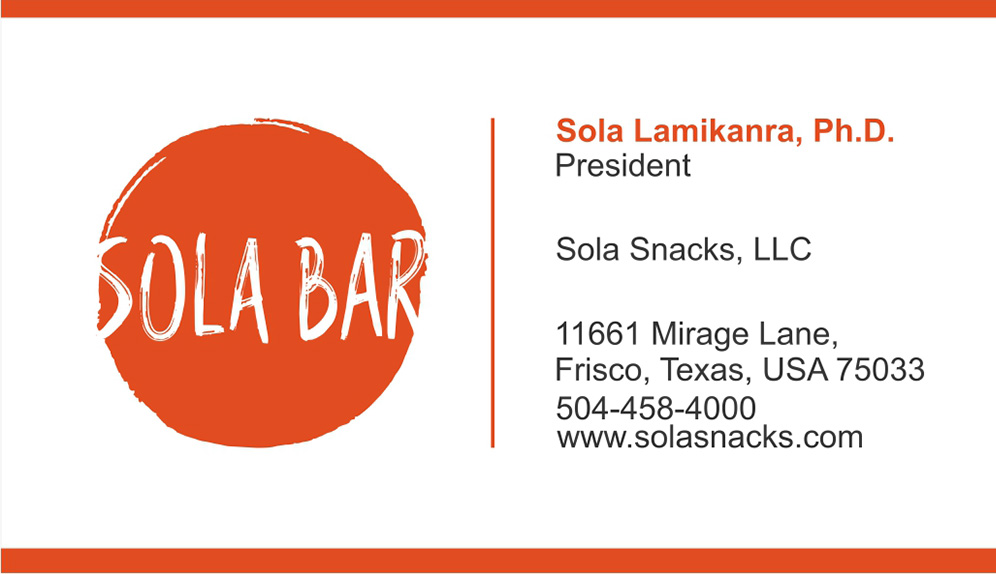 SOLA BAR
Sola Lamikanra, Ph.D.
President
Sola Snacks, LLC
11661 Mirage Lane,
Frisco, Texas, USA 75033
504-458-4000
www.solasnacks.com